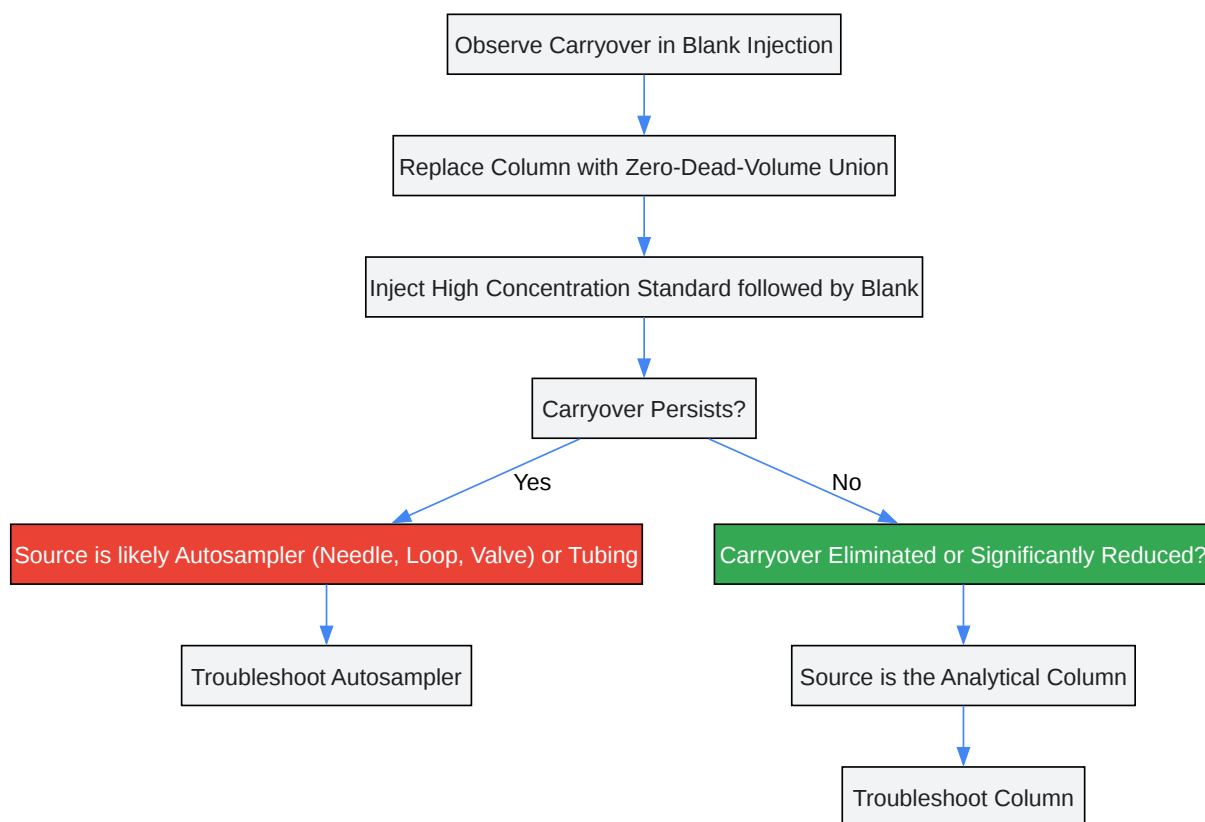 Observe Carryover in Blank Injection
Replace Column with Zero-Dead-Volume Union
Inject High Concentration Standard followed by Blank
Carryover Persists?
Yes
No
Source is likely Autosampler (Needle, Loop, Valve) or Tubing
Carryover Eliminated or Significantly Reduced?
Troubleshoot Autosampler
Source is the Analytical Column
Troubleshoot Column